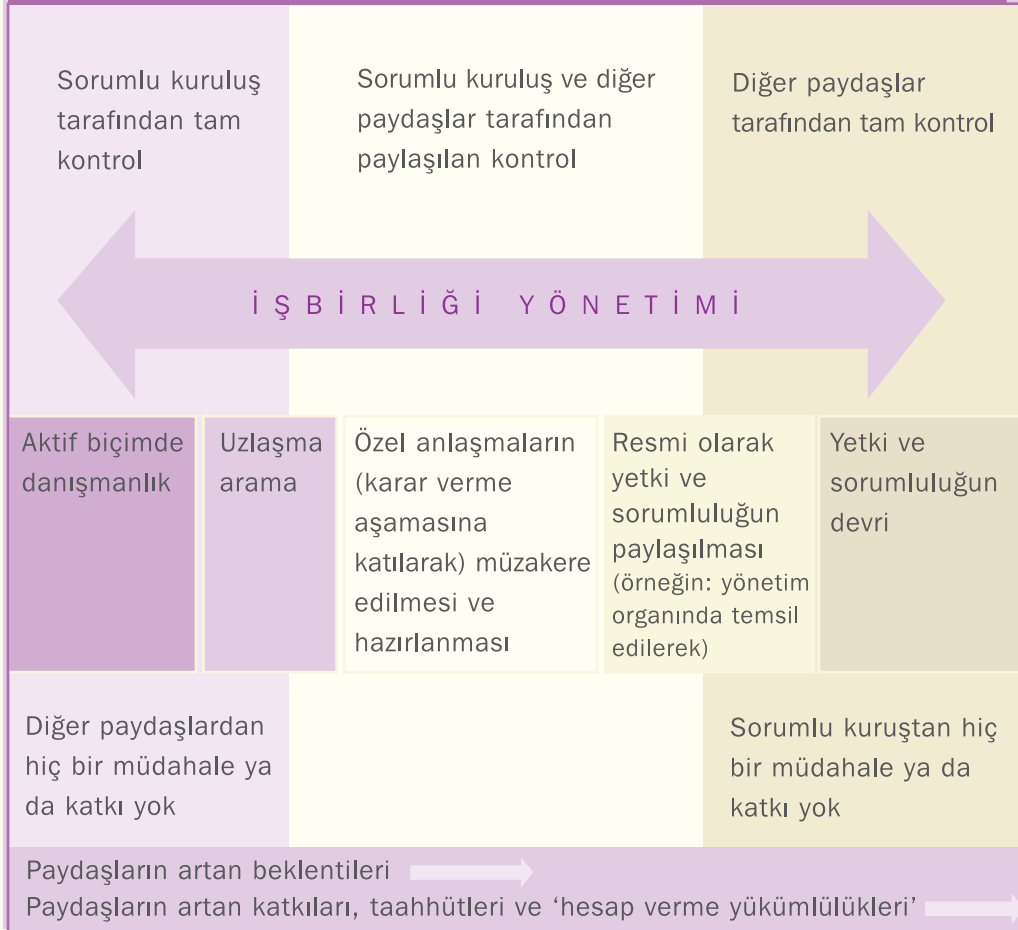 Sorumlu kuruluş
tarafından tam
kontrol
Sorumlu kuruluş ve diğer
paydaşlar tarafından
paylaşılan kontrol
Diğer paydaşlar
tarafından tam kontrol
İŞBİRLİĞİ YÖNETİMİ
Aktif biçimde
danışmanlık
Uzlaşma
arama
Özel anlaşmaların
(karar verme
aşamasına
katılarak) müzakere
edilmesi ve
hazırlanması
Resmi olarak
yetki ve
sorumluluğun
paylaşılması
(örneğin: yönetim
organında temsil
edilerek)
Yetki ve
sorumluluğun
devri
Diğer paydaşlardan
hiç bir müdahale ya
da katkı yok
Sorumlu kuruştan hiç
bir müdahale ya da
katkı yok
Paydaşların artan beklentileri
Paydaşların artan katkıları, taahhütleri ve ‘hesap verme yükümlülükleri’